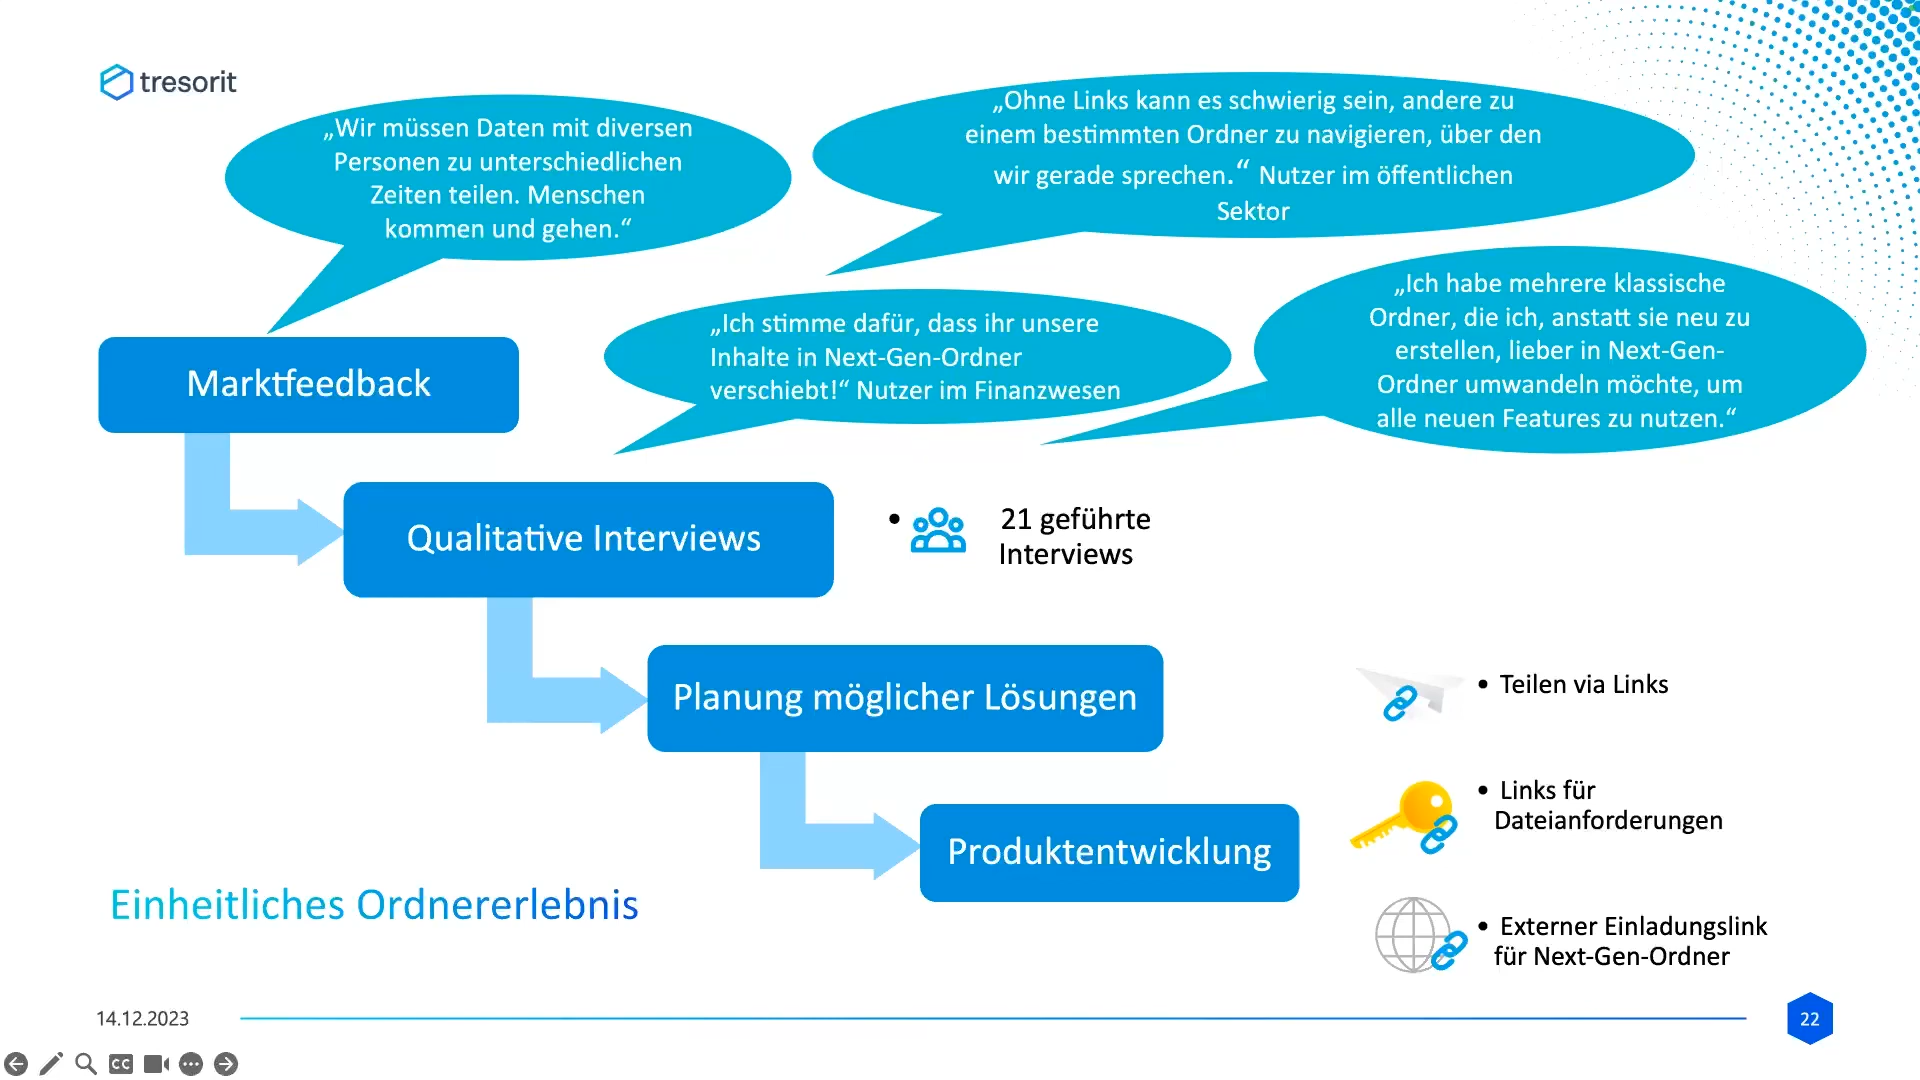 tresorit
„Wir müssen Daten mit diversen
Personen zu unterschiedlichen
Zeiten teilen. Menschen
kommen und gehen.“
„Ohne Links kann es schwierig sein, andere zu
einem bestimmten Ordner zu navigieren, über den
wir gerade sprechen.“ Nutzer im öffentlichen
Sektor
„Ich stimme dafür, dass ihr unsere
Inhalte in Next-Gen-Ordner
verschiebt!“ Nutzer im Finanzwesen
„Ich habe mehrere klassische
Ordner, die ich, anstatt sie neu zu
erstellen, lieber in Next-Gen-
Ordner umwandeln möchte, um
alle neuen Features zu nutzen.“
Marktfeedback
Qualitative Interviews
• 21 geführte
Interviews
Planung möglicher Lösungen
• Teilen via Links
• Links für
Dateianforderungen
Produktentwicklung
Einheitliches Ordnererlebnis
• Externer Einladungslink
für Next-Gen-Ordner
14.12.2023
22
CC